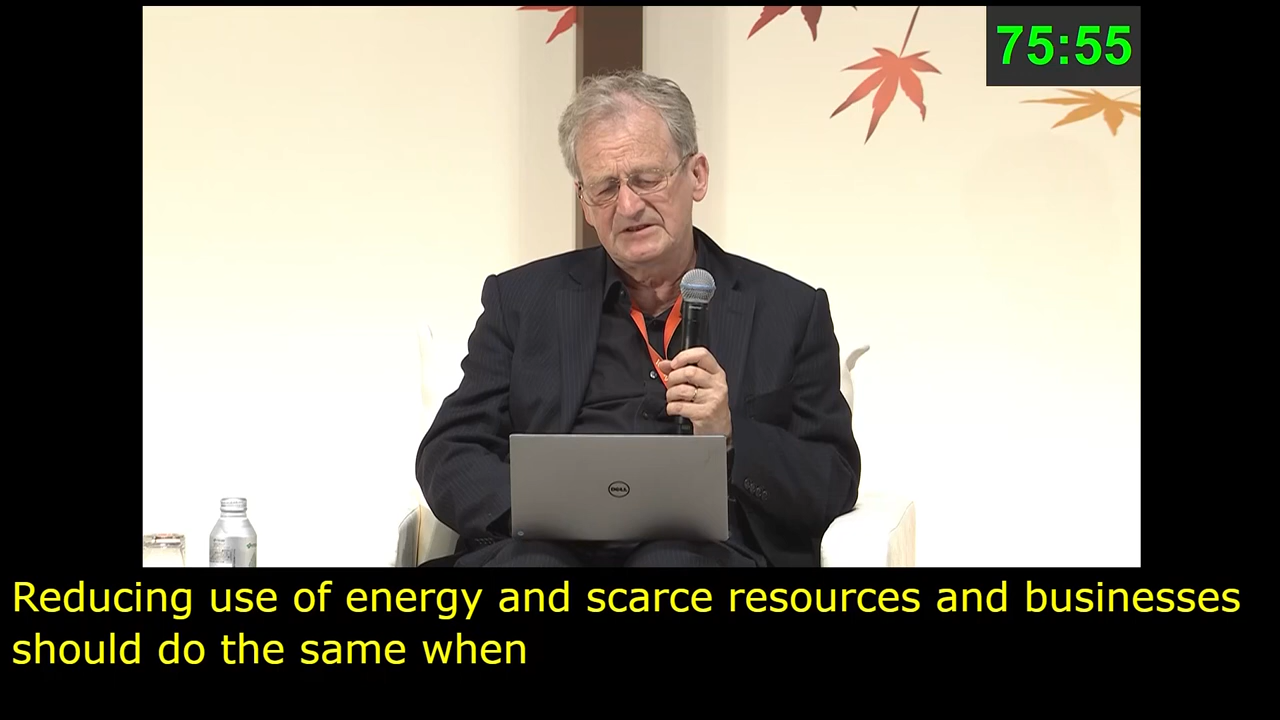 75:55
DELL
Reducing use of energy and scarce resources and businesses
should do the same when